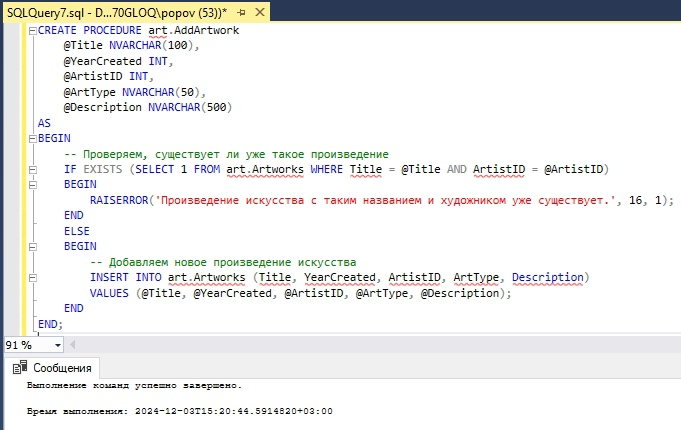 SQLQuery7.sql - D...70GLOQ\popov (53))*
CREATE PROCEDURE art.AddArtwork
@Title NVARCHAR(100),
@YearCreated INT,
@ArtistID INT,
@ArtType NVARCHAR(50),
@Description NVARCHAR(500)
AS
BEGIN
-- Проверяем, существует ли уже такое произведение
IF EXISTS (SELECT 1 FROM art.Artworks WHERE Title = @Title AND ArtistID = @ArtistID)
BEGIN
RAISERROR('Произведение искусства с таким названием и художником уже существует.', 16, 1);
END
ELSE
BEGIN
-- Добавляем новое произведение искусства
INSERT INTO art.Artworks (Title, YearCreated, ArtistID, ArtType, Description)
VALUES (@Title, @YearCreated, @ArtistID, @ArtType, @Description);
END
END;
91 %
Сообщения
Выполнение команд успешно завершено.
Время выполнения: 2024-12-03T15:20:44.5914820+03:00